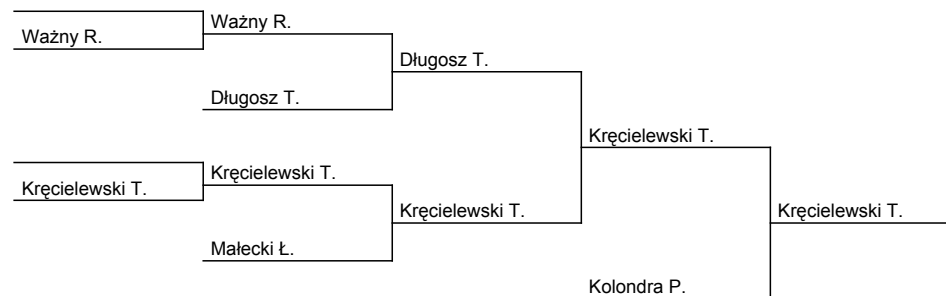 Ważny R.
Ważny R.
Długosz T.
Długosz T.
Kręcielewski T.
Kręcielewski T.
Kręcielewski T.
Kręcielewski T.
Kręcielewski T.
Małecki Ł.
Kolondra P.